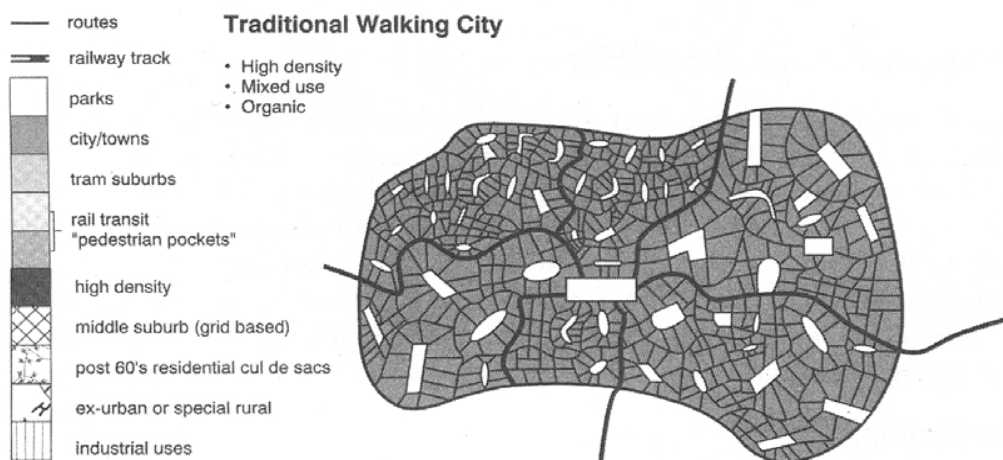 routes
Traditional Walking City
railway track
• High density
• Mixed use
• Organic
parks
city/towns
tram suburbs
rail transit
"pedestrian pockets"
high density
middle suburb (grid based)
post 60's residential cul de sacs
ex-urban or special rural
industrial uses